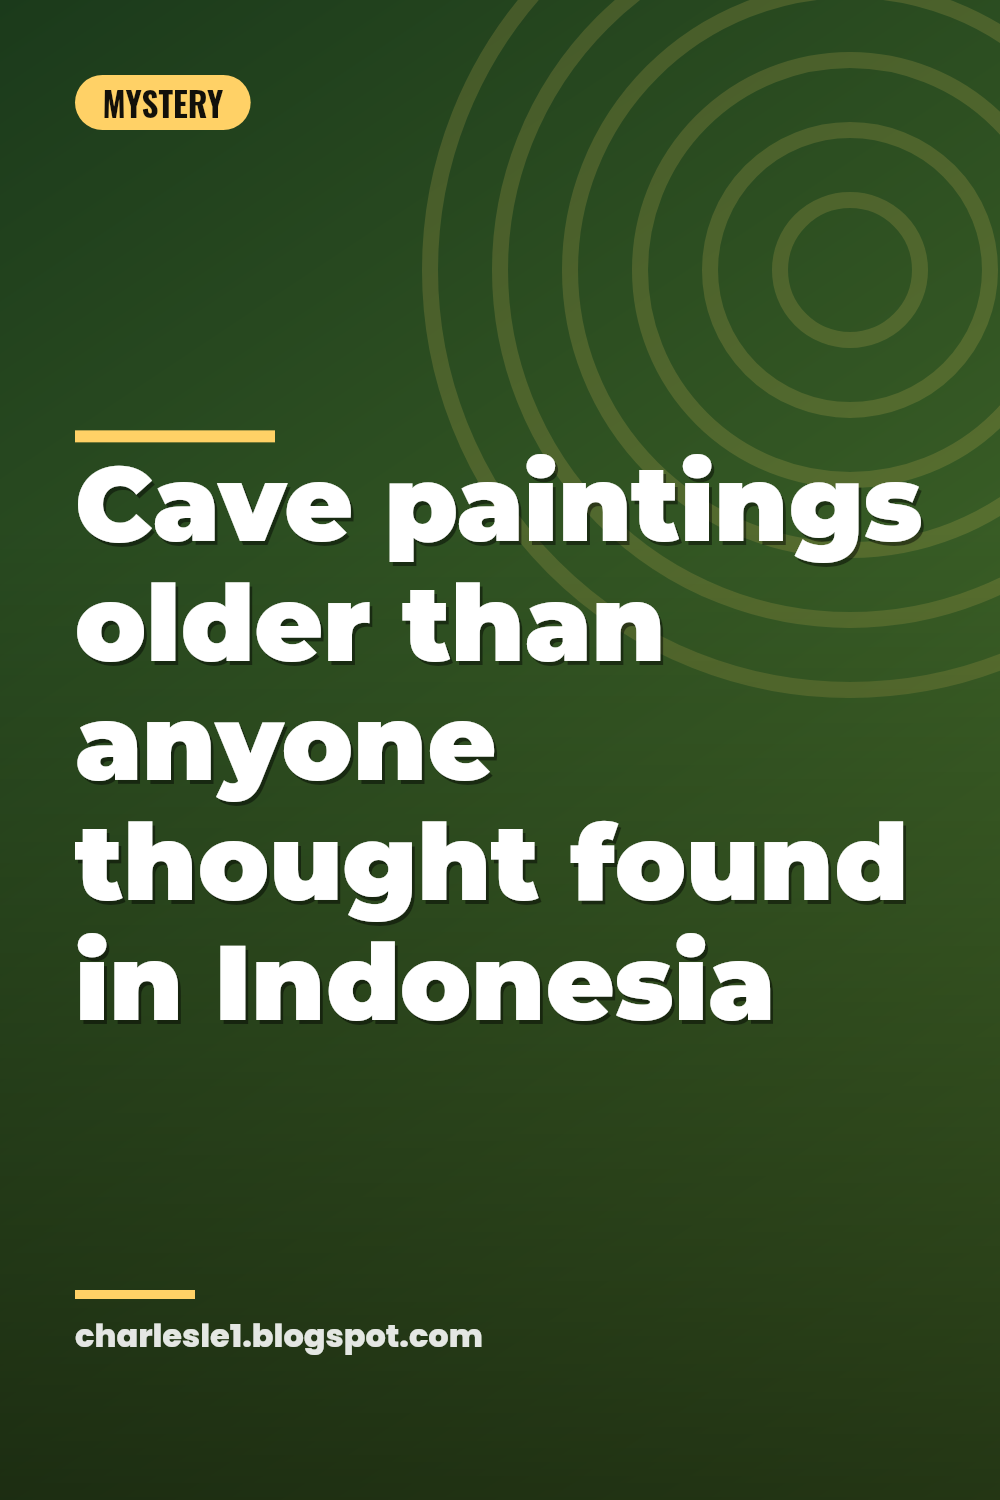 MYSTERY
Cave paintings
older than
anyone
thought found
in Indonesia
charlesle1.blogspot.com